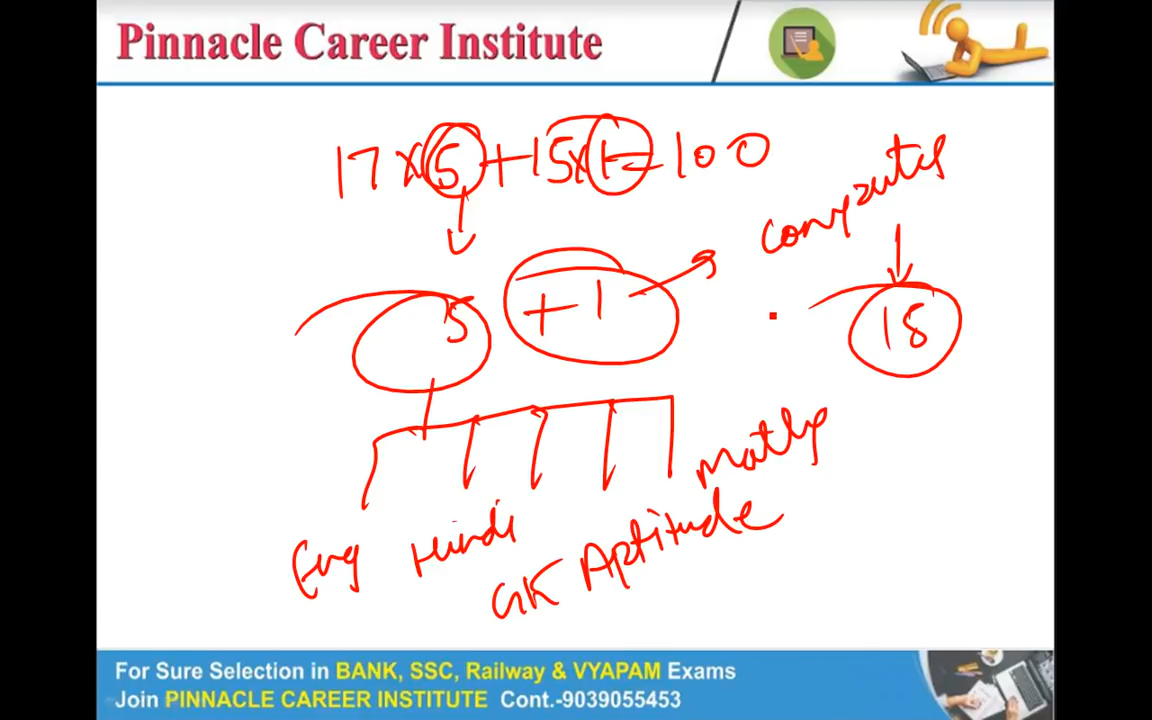 Pinnacle Career Institute
17×5+15×1=100
computer
5 +1 15
maths
Eng Hindi GK Aptitude
For Sure Selection in BANK, SSC, Railway & VYAPAM Exams
Join PINNACLE CAREER INSTITUTE Cont.-9039055453